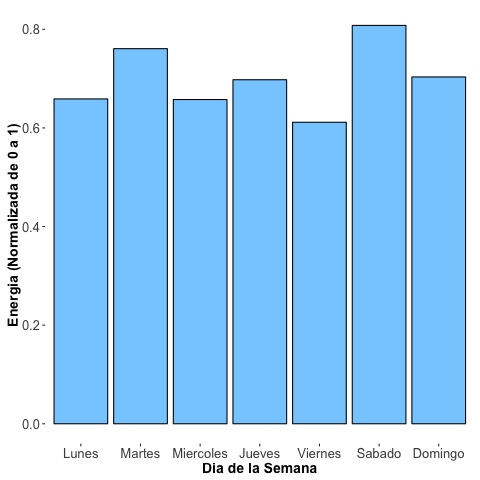 0.8
0.6
0.4
0.2
0.0
Energia (Normalizada de 0 a 1)
Lunes Martes Miercoles Jueves Viernes Sabado Domingo
Dia de la Semana